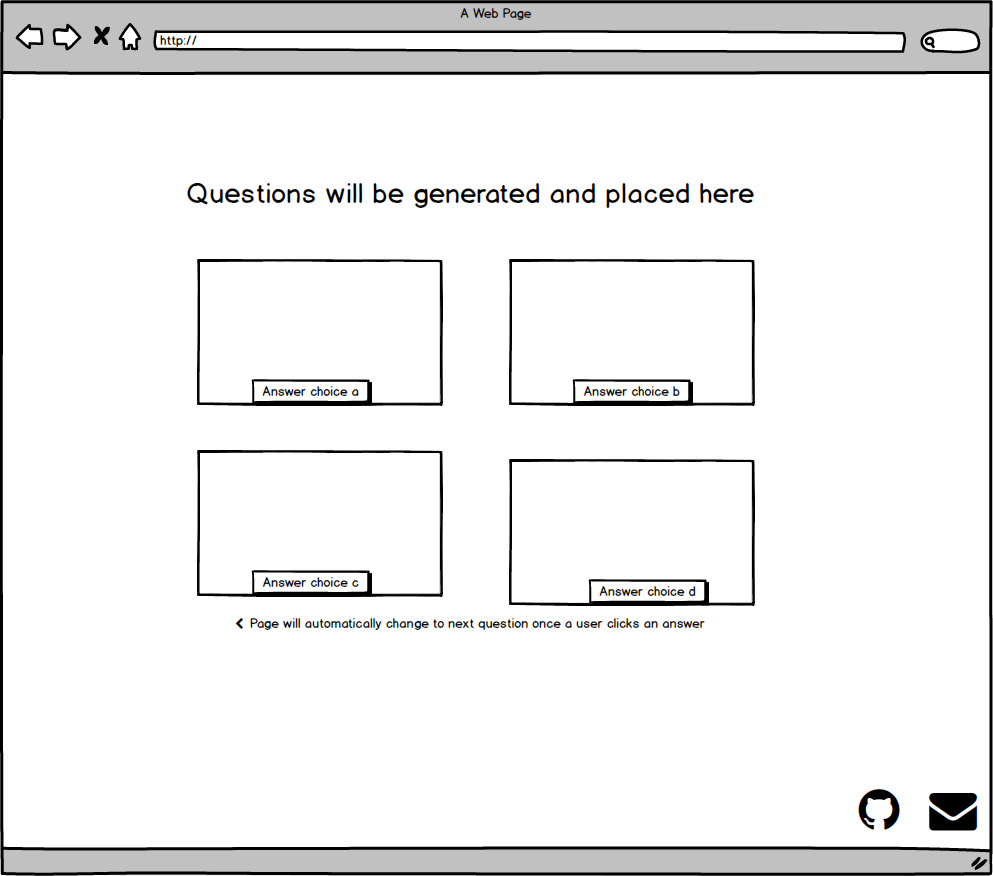 A Web Page
http://
Questions will be generated and placed here
Answer choice a
Answer choice b
Answer choice c
Answer choice d
Page will automatically change to next question once a user clicks an answer